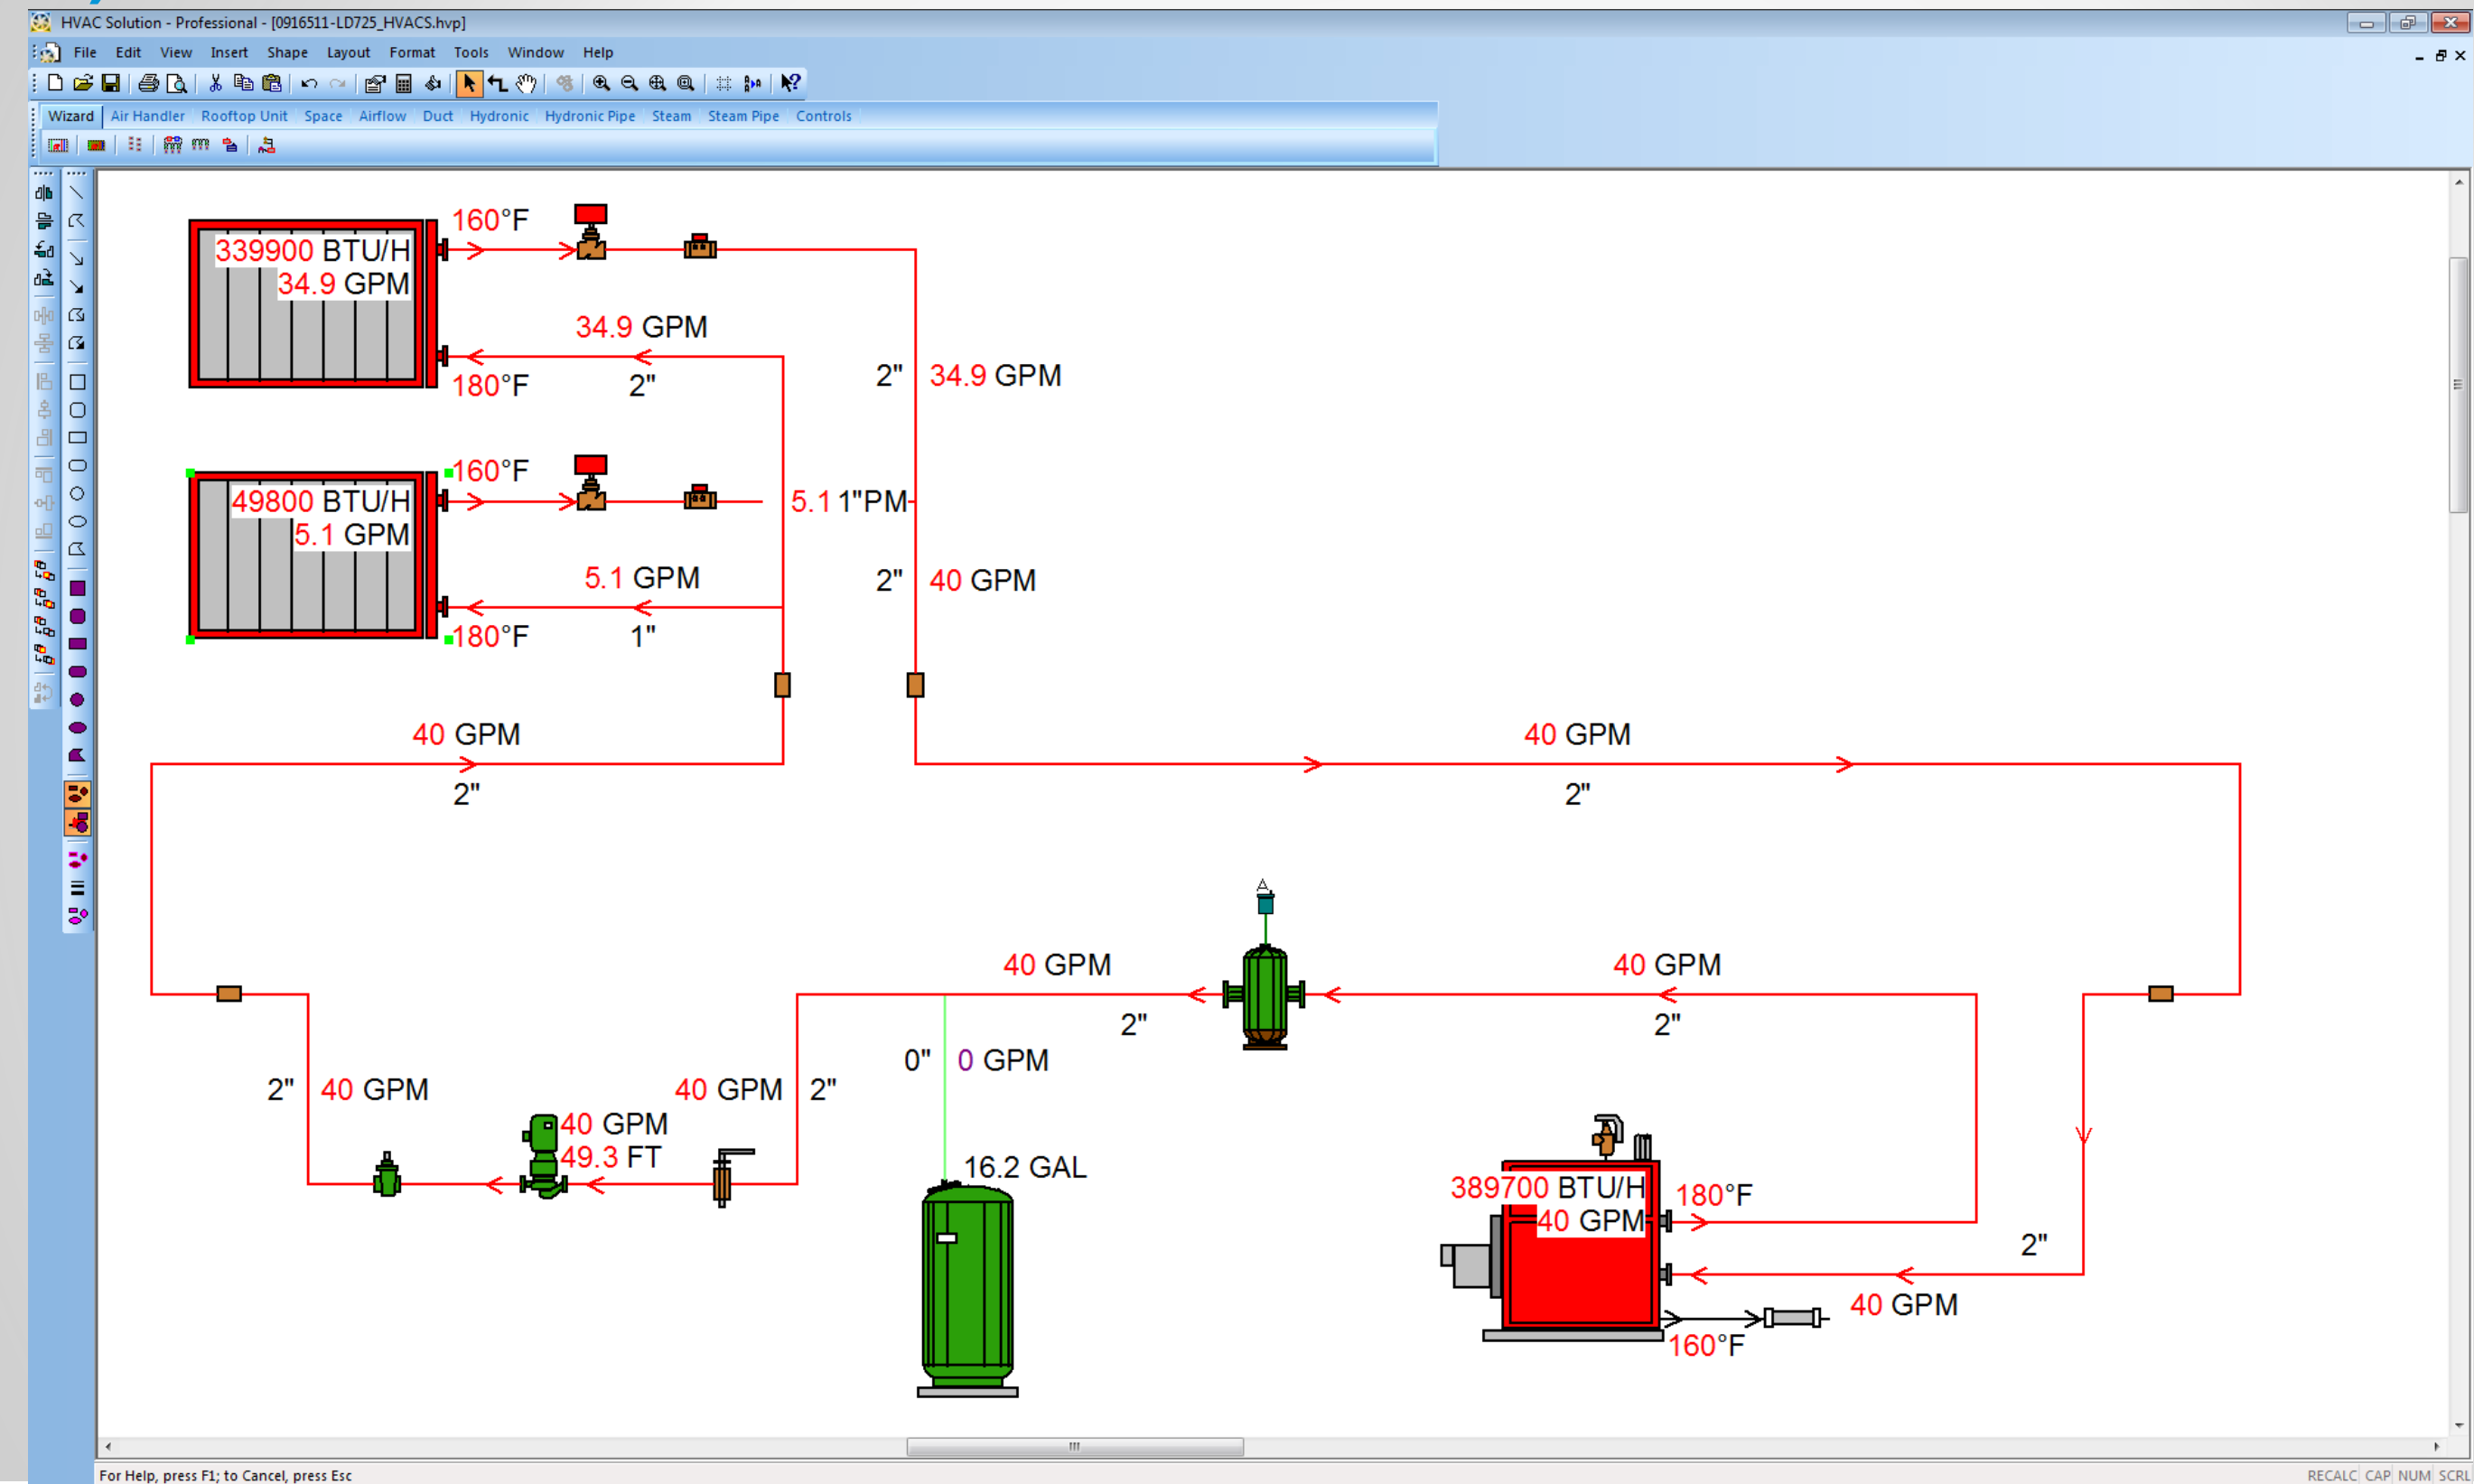 HVAC Solution - Professional - [0916511-LD725_HVACS.hvp]
File Edit View Insert Shape Layout Format Tools Window Help
Wizard Air Handler Rooftop Unit Space Airflow Duct Hydronic Hydronic Pipe Steam Steam Pipe Controls
160°F
339900 BTU/H
34.9 GPM
34.9 GPM
180°F
2"
2" 34.9 GPM
160°F
49800 BTU/H
5.1 GPM
5.1 1"PM
5.1 GPM
180°F
1"
2" 40 GPM
40 GPM
2"
40 GPM
2"
A
40 GPM
2"
40 GPM
2"
0" 0 GPM
2" 40 GPM
40 GPM 2"
40 GPM
49.3 FT
16.2 GAL
389700 BTU/H
40 GPM
180°F
2"
40 GPM
160°F
For Help, press F1; to Cancel, press Esc
RECALC CAP NUM SCRL